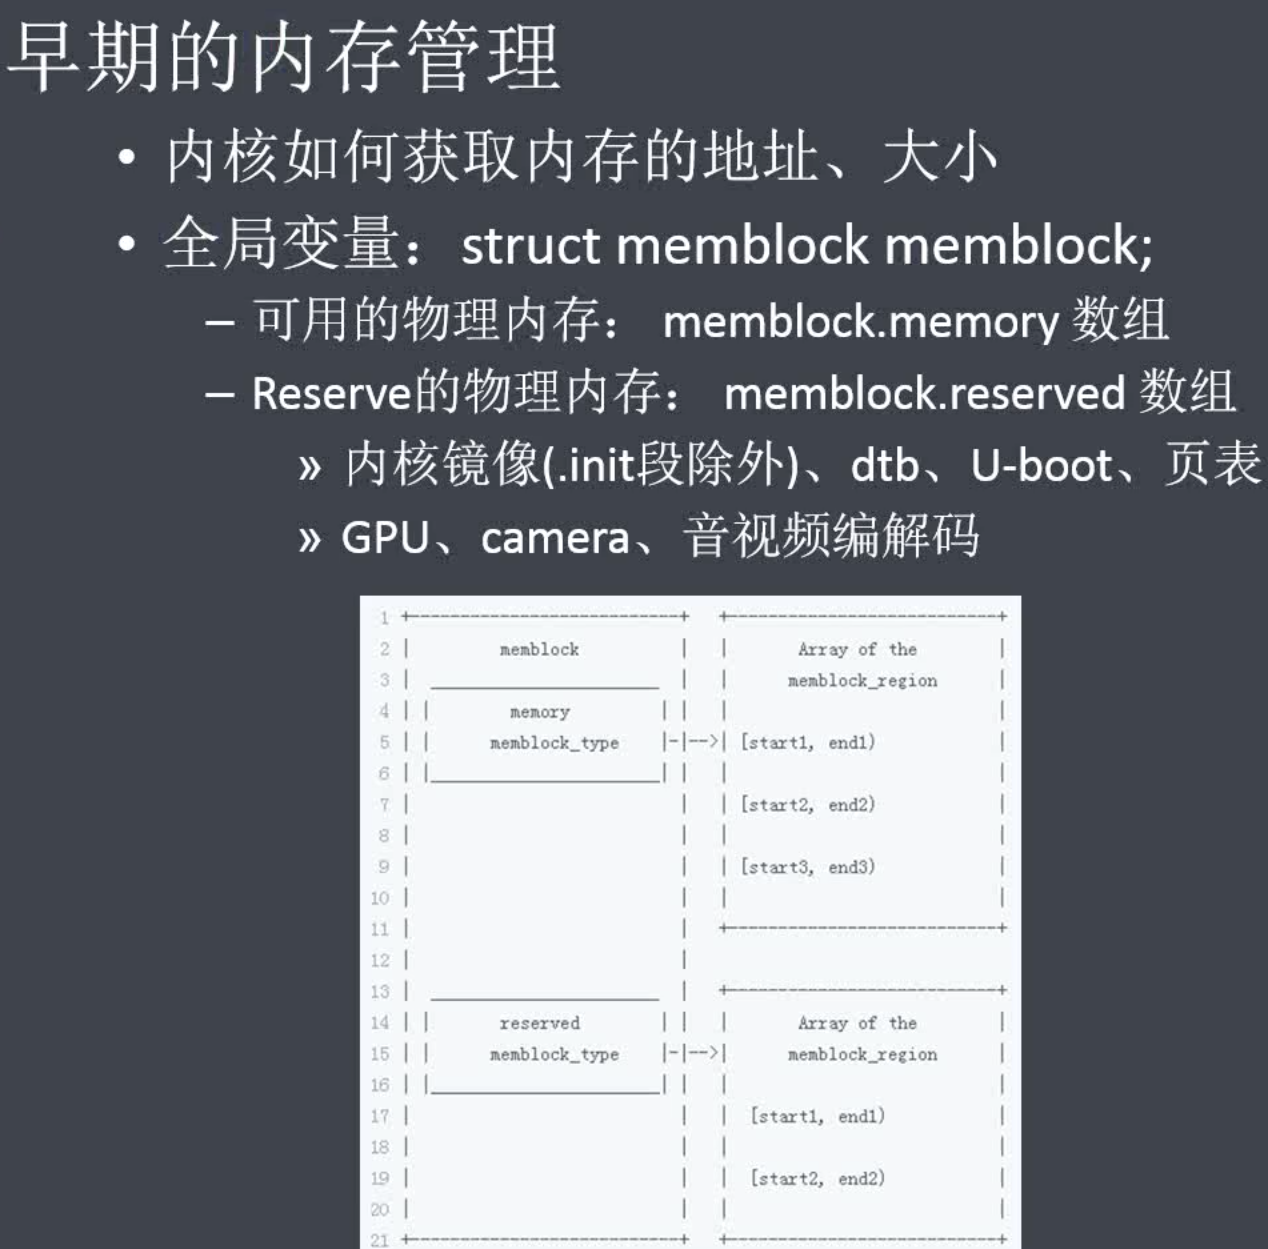 早期的内存管理
• 内核如何获取内存的地址、大小
• 全局变量： struct memblock memblock;
– 可用的物理内存： memblock.memory 数组
– Reserve的物理内存： memblock.reserved 数组
» 内核镜像(.init段除外)、dtb、U-boot、页表
» GPU、camera、音视频编解码
1 +---------------------------+   +---------------------------+
2 |         memblock          |   |       Array of the        |
3 |  _______________________  |   |      memblock_region      |
4 | |        memory         | |   |                           |
5 | |      memblock_type    |-|-->| [start1, end1)            |
6 | |_______________________| |   |                           |
7 |                           |   | [start2, end2)            |
8 |                           |   |                           |
9 |                           |   | [start3, end3)            |
10 |                           |   |                           |
11 |                           |   +---------------------------+
12 |                           |
13 |  _______________________  |   +---------------------------+
14 | |       reserved        | |   |       Array of the        |
15 | |      memblock_type    |-|-->|      memblock_region      |
16 | |_______________________| |   |                           |
17 |                           |   |  [start1, end1)           |
18 |                           |   |                           |
19 |                           |   |  [start2, end2)           |
20 |                           |   |                           |
21 +---------------------------+   +---------------------------+